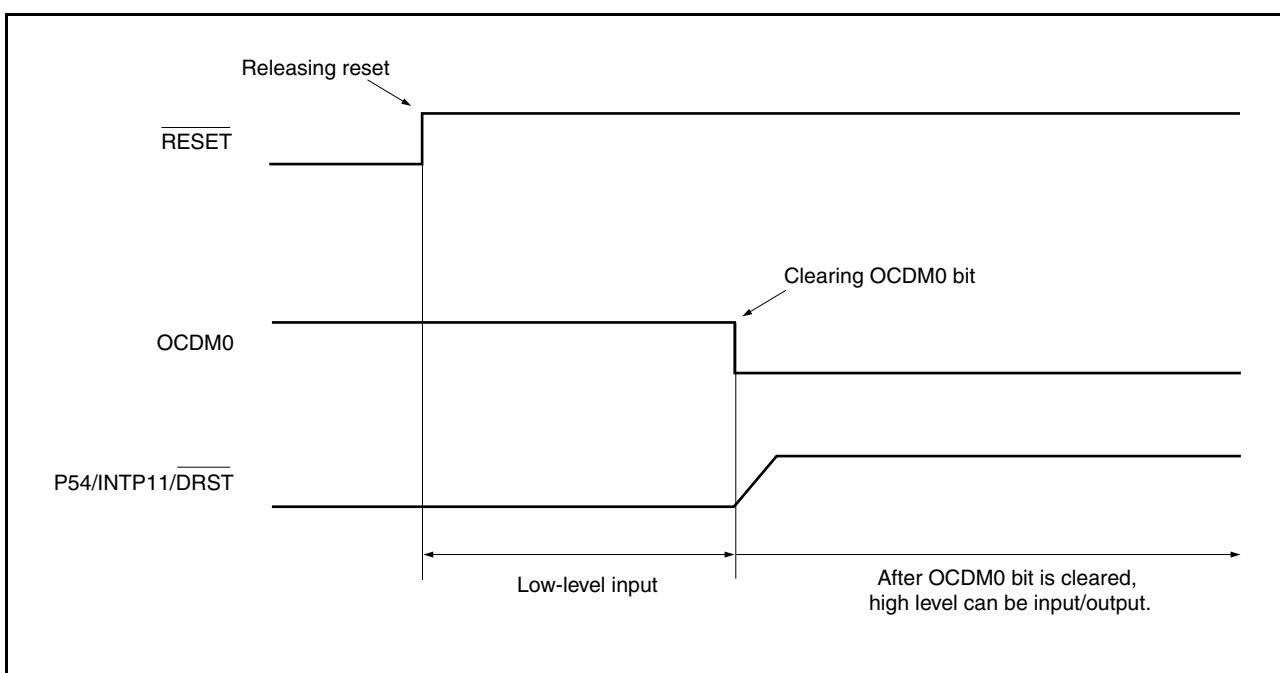 Releasing reset
RESET
Clearing OCDM0 bit
OCDM0
P54/INTP11/DRST
Low-level input
After OCDM0 bit is cleared,
high level can be input/output.